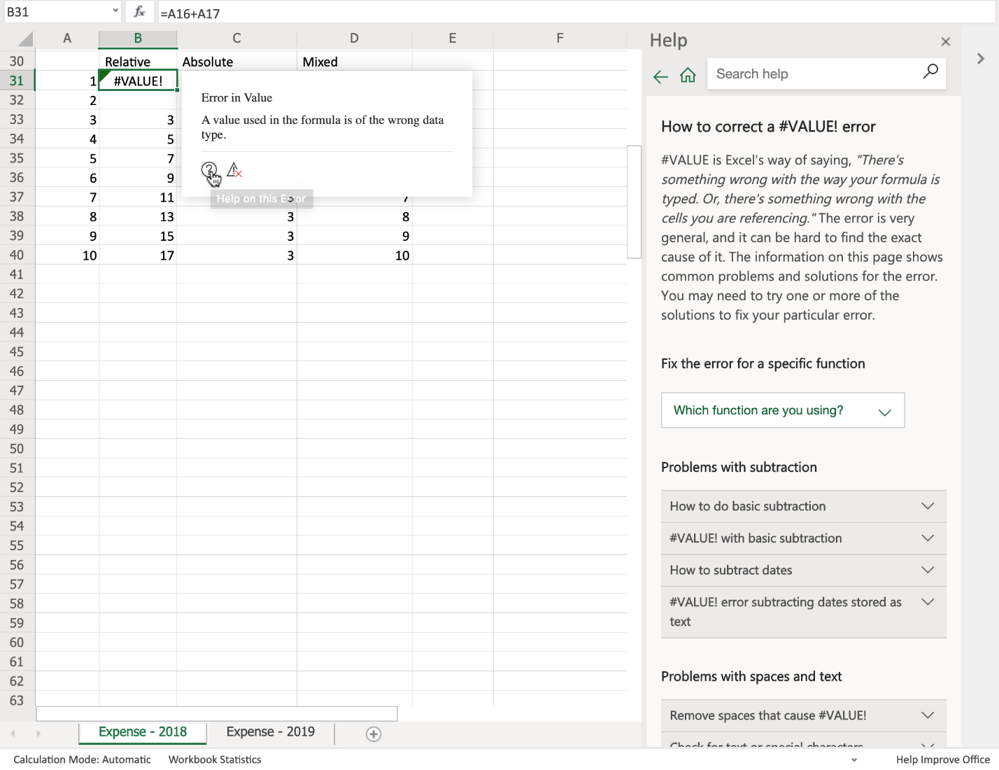 B31
fx
=A16+A17
A B C D E F
30 Relative Absolute Mixed
31 1 #VALUE!
32 2
33 3 3
34 4 5
35 5 7
36 6 9
37 7 11
38 8 13 3 8
39 9 15 3 9
40 10 17 3 10
41
42
43
44
45
46
47
48
49
50
51
52
53
54
55
56
57
58
59
60
61
62
63
Error in Value
A value used in the formula is of the wrong data
type.
Help on this Error
Expense - 2018
Expense - 2019
Calculation Mode: Automatic
Workbook Statistics
Help Improve Office
Help
Search help
How to correct a #VALUE! error
#VALUE is Excel's way of saying, "There's
something wrong with the way your formula is
typed. Or, there's something wrong with the
cells you are referencing." The error is very
general, and it can be hard to find the exact
cause of it. The information on this page shows
common problems and solutions for the error.
You may need to try one or more of the
solutions to fix your particular error.
Fix the error for a specific function
Which function are you using?
Problems with subtraction
How to do basic subtraction
#VALUE! with basic subtraction
How to subtract dates
#VALUE! error subtracting dates stored as
text
Problems with spaces and text
Remove spaces that cause #VALUE!
Check for text or special characters